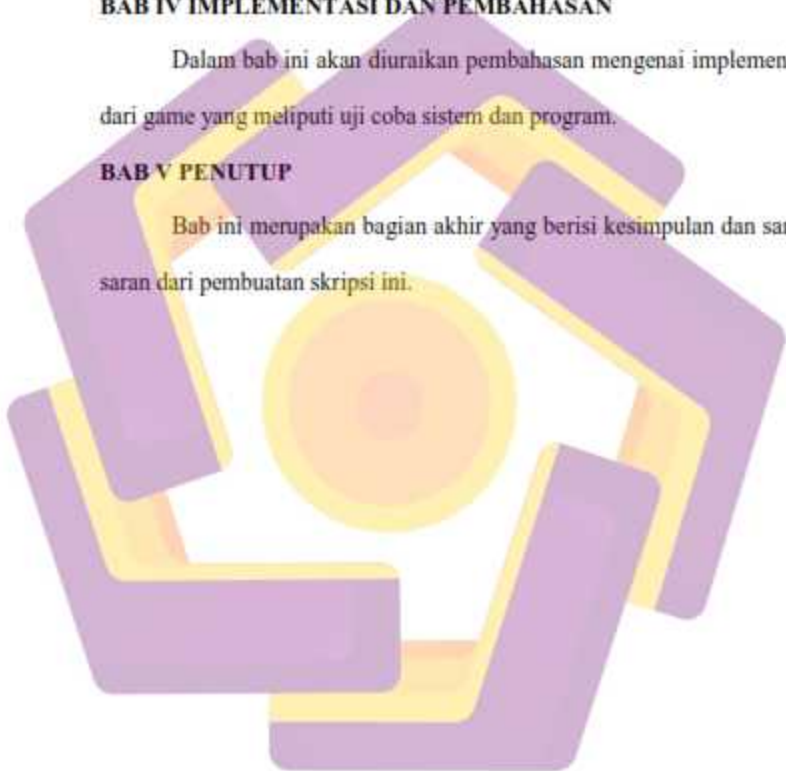 BAB IV IMPLEMENTASI DAN PEMBAHASAN
Dalam bab ini akan diuraikan pembahasan mengenai implemen
dari game yang meliputi uji coba sistem dan program.
BAB V PENUTUP
Bab ini merupakan bagian akhir yang berisi kesimpulan dan sar
saran dari pembuatan skripsi ini.